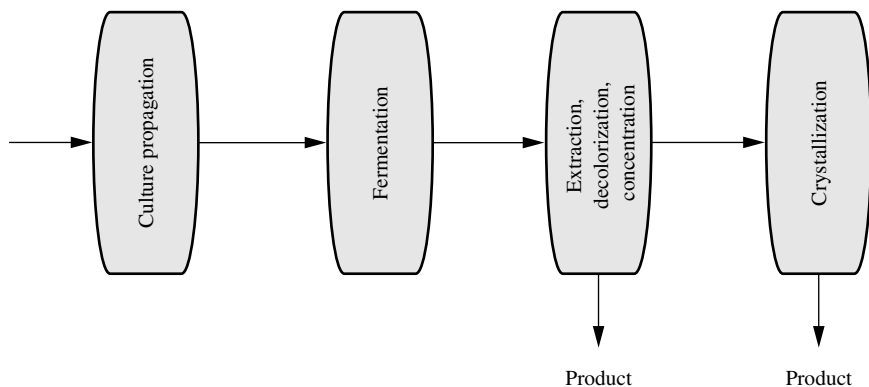 Culture propagation
Fermentation
Extraction,
decolorization,
concentration
Crystallization
Product
Product